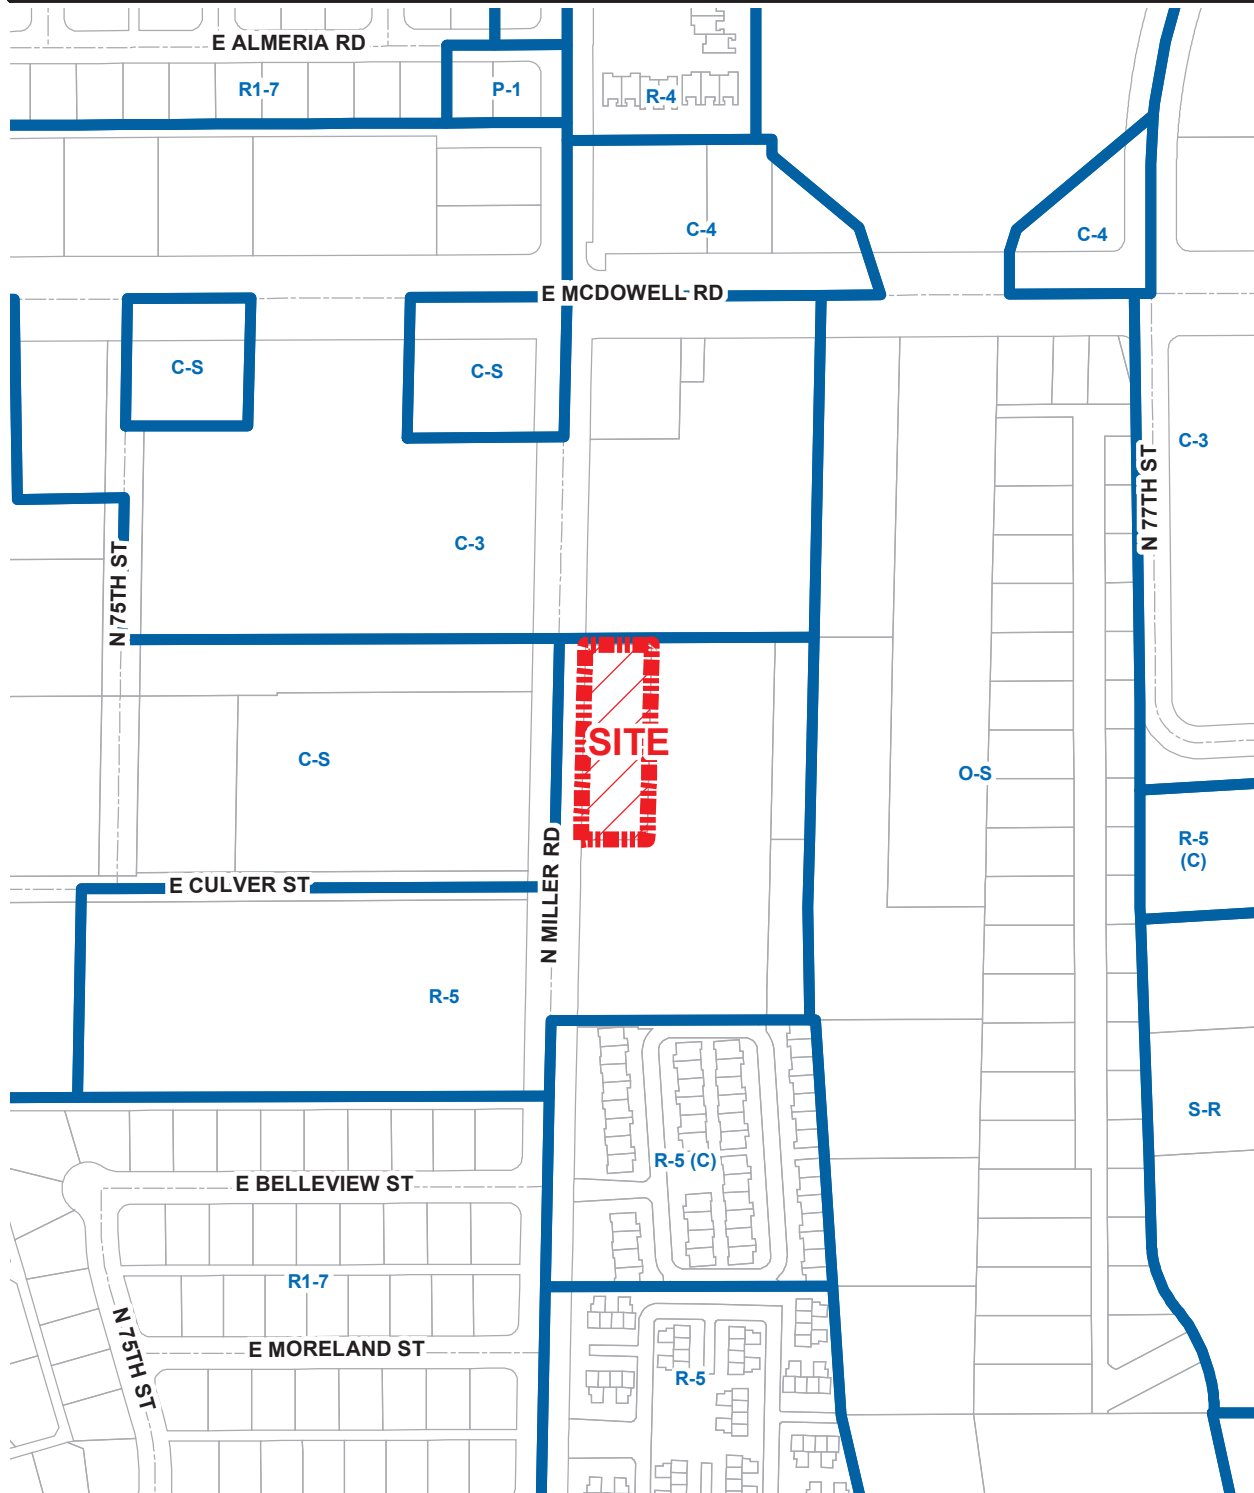 E ALMERIA RD
R1-7
P-1
R-4
C-4
C-4
E MCDOWELL RD
C-S
C-S
C-3
N 77TH ST
C-3
N 75TH ST
SITE
C-S
O-S
R-5
(C)
E CULVER ST
N MILLER RD
R-5
S-R
R-5 (C)
E BELLEVIEW ST
R1-7
N 75TH ST
E MORELAND ST
R-5